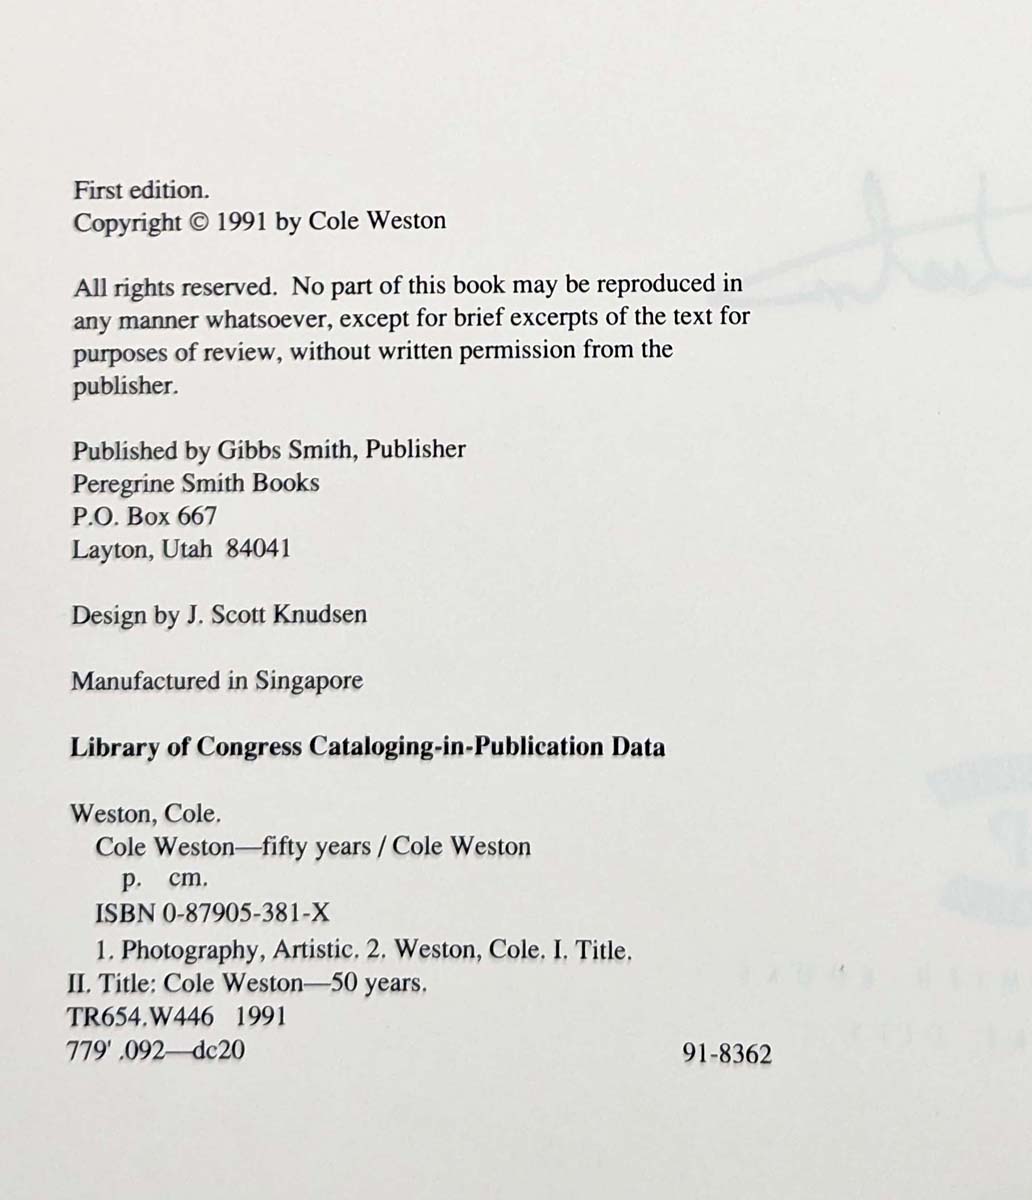 First edition.
Copyright © 1991 by Cole Weston
All rights reserved. No part of this book may be reproduced in
any manner whatsoever, except for brief excerpts of the text for
purposes of review, without written permission from the
publisher.
Published by Gibbs Smith, Publisher
Peregrine Smith Books
P.O. Box 667
Layton, Utah 84041
Design by J. Scott Knudsen
Manufactured in Singapore
Library of Congress Cataloging-in-Publication Data
Weston, Cole.
Cole Weston—fifty years / Cole Weston
p. cm.
ISBN 0-87905-381-X
1. Photography, Artistic. 2. Weston, Cole. I. Title.
II. Title: Cole Weston—50 years.
TR654.W446 1991
779' .092—dc20 91-8362